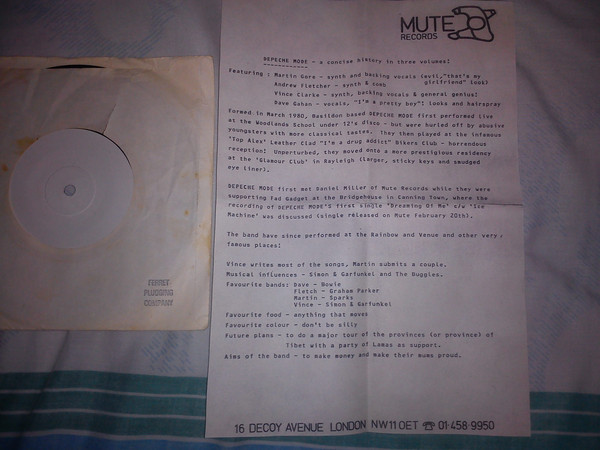 MUTE
RECORDS
DEPECHE MODE - a concise history in three volumes!
Featuring : Martin Gore - synth and backing vocals (evil,"that's my
girlfriend" look)
Andrew Fletcher - synth & comb
Vince Clarke - synth, backing vocals & general genius!
Dave Gahan - vocals, "I'm a pretty boy"! looks and hairspray
Formed in March 1980, Basildon based DEPECHE MODE first performed live
at the Woodlands School under 12's disco - but were hurled off by abusive
youngsters with more classical tastes. They then played at the infamous
'Top Alex' Leather Clad "I'm a drug addict" Bikers Club - horrendous
reception! Unperturbed, they moved onto a more prestigious residency
at the 'Glamour Club' in Rayleigh (larger, sticky keys and smudged
eye liner).
DEPECHE MODE first met Daniel Miller of Mute Records while they were
supporting Fad Gadget at the Bridgehouse in Canning Town, where the
recording of DEPECHE MODE'S first single "Dreaming Of Me" s/w "Ice
Machine' was discussed (single released on Mute February 20th).
The band have since performed at the Rainbow and Venue and other very
famous places!
Vince writes most of the songs, Martin submits a couple.
Musical influences - Simon & Garfunkel and The Buggles.
Favourite bands: Dave - Bowie
Fletch - Graham Parker
Martin - Sparks
Vince - Simon & Garfunkel
Favourite food - anything that moves
Favourite colour - don't be silly
Future plans - to do a major tour of the provinces (or province) of
Tibet with a party of Lamas as support.
Aims of the band - to make money and make their mums proud.
16 DECOY AVENUE LONDON NW11 0ET ☎ 01-458-9950
PLUGGING
COMPANY